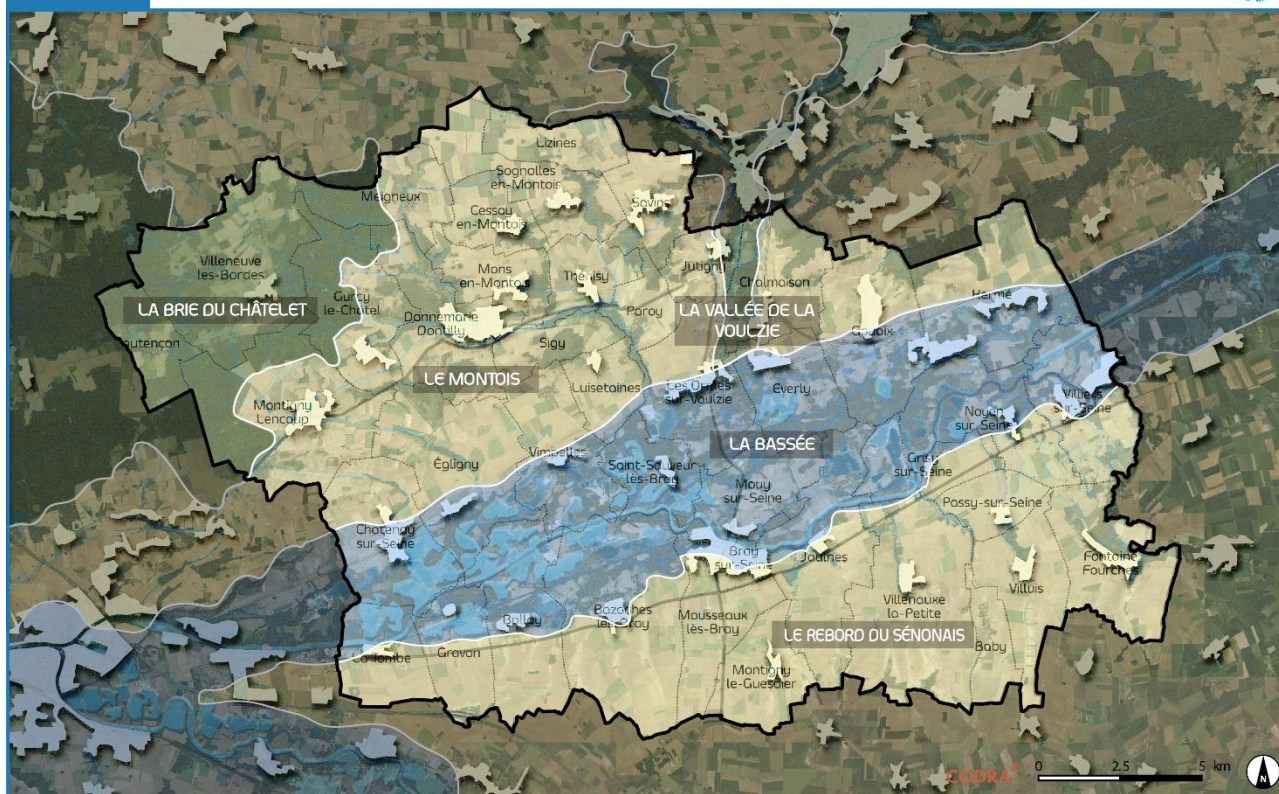 Lizines
Sognolles
en-Montois
Meigneux
Cessoy
en-Montois
Savins
Villeneuve
les-Bordes
Mons
en-Montois
Thénisy
Jutigny
Chalmaison
Gurcy
le-Châtel
Hermé
LA BRIE DU CHÂTELET
Donnemarie
Dontilly
Paroy
LA VALLÉE DE LA
VOULZIE
Gouaix
Sigy
LE MONTOIS
Luisetaines
Les Ormes
sur-Voulzie
Everly
Montigny
Lencoup
Villiers
sur-Seine
Noyen
sur-Seine
LA BASSÉE
Vimpelles
Égligny
Saint-Sauveur
lès-Bray
Grisy
sur-Seine
Mouy
sur-Seine
Passy-sur-Seine
Chatenay
sur-Seine
Bray
sur-Seine
Jaulnes
Fontaine
Fourches
Villuis
Villenauxe
la-Petite
Bazoches
lès-Bray
Mousseaux
lès-Bray
Balloy
LE REBORD DU SÉNONAIS
Baby
Gravon
La Tombe
Montigny
le-Guesdier
CODRA
0 2.5 5 km
N